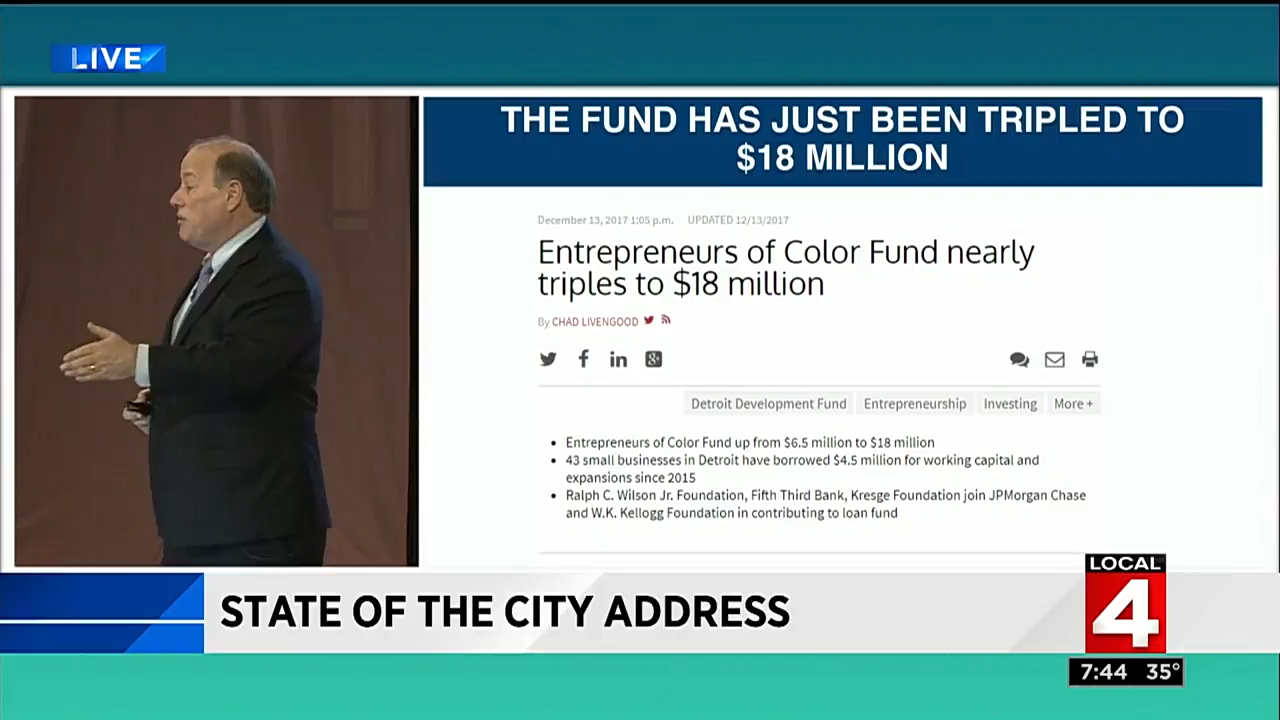 LIVE
THE FUND HAS JUST BEEN TRIPLED TO
$18 MILLION
December 13, 2017 1:05 p.m. UPDATED 12/13/2017
Entrepreneurs of Color Fund nearly
triples to $18 million
By CHAD LIVENGOOD
Detroit Development Fund Entrepreneurship Investing More +
• Entrepreneurs of Color Fund up from $6.5 million to $18 million
• 43 small businesses in Detroit have borrowed $4.5 million for working capital and
expansions since 2015
• Ralph C. Wilson Jr. Foundation, Fifth Third Bank, Kresge Foundation join JPMorgan Chase
and W.K. Kellogg Foundation in contributing to loan fund
STATE OF THE CITY ADDRESS
LOCAL
4
7:44 35°